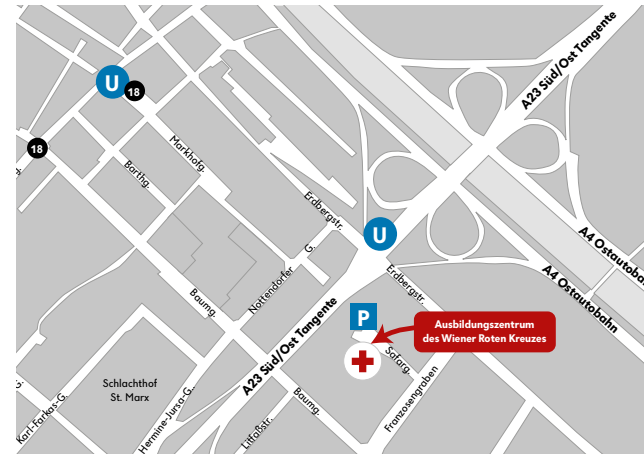 A23 Süd/Ost Tangente
U
18
18
Markhofg.
Barthg.
Erdbergstr.
U
Nottendorfer G.
Erdbergstr.
A4 Ostautobahn
A4 Ostautobahn
Baumg.
P
Ausbildungszentrum
des Wiener Roten Kreuzes
A23 Süd/Ost Tangente
Safarg.
Schlachthof
St. Marx
Franzosengraben
Baumg.
G.
Karl-Farkas-G.
Hermine-Jursa-G.
Litfaßstr.